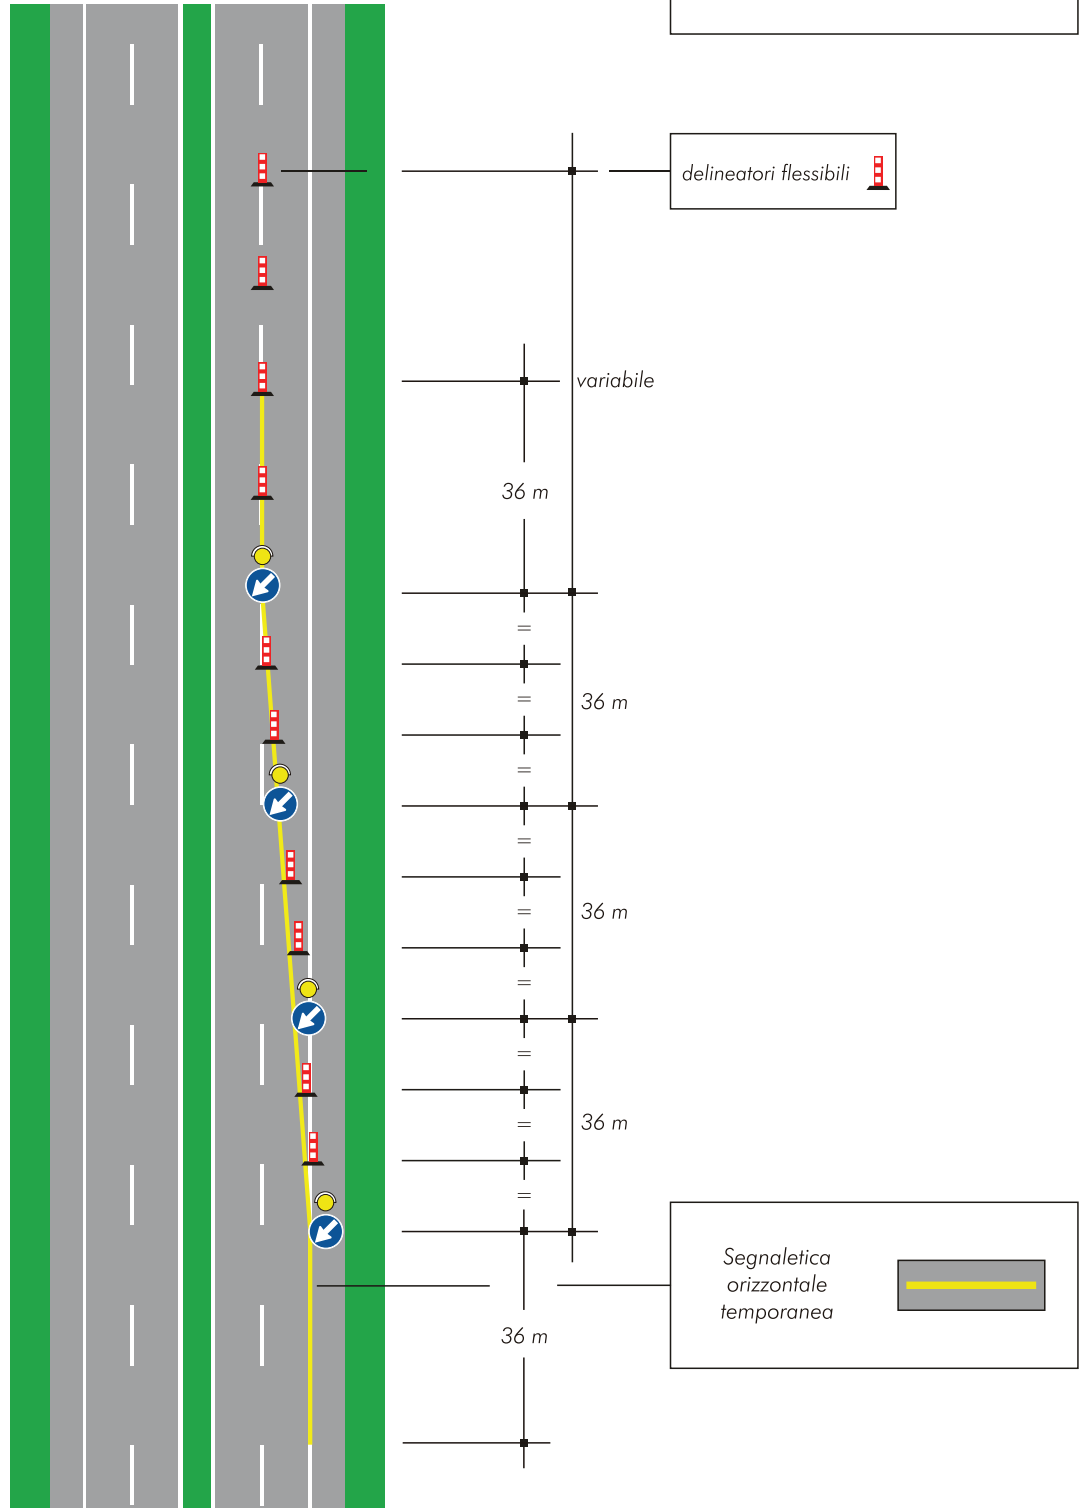 delineatori flessibili
variabile
36 m
36 m
36 m
36 m
Segnaletica
orizzontale
temporanea
36 m